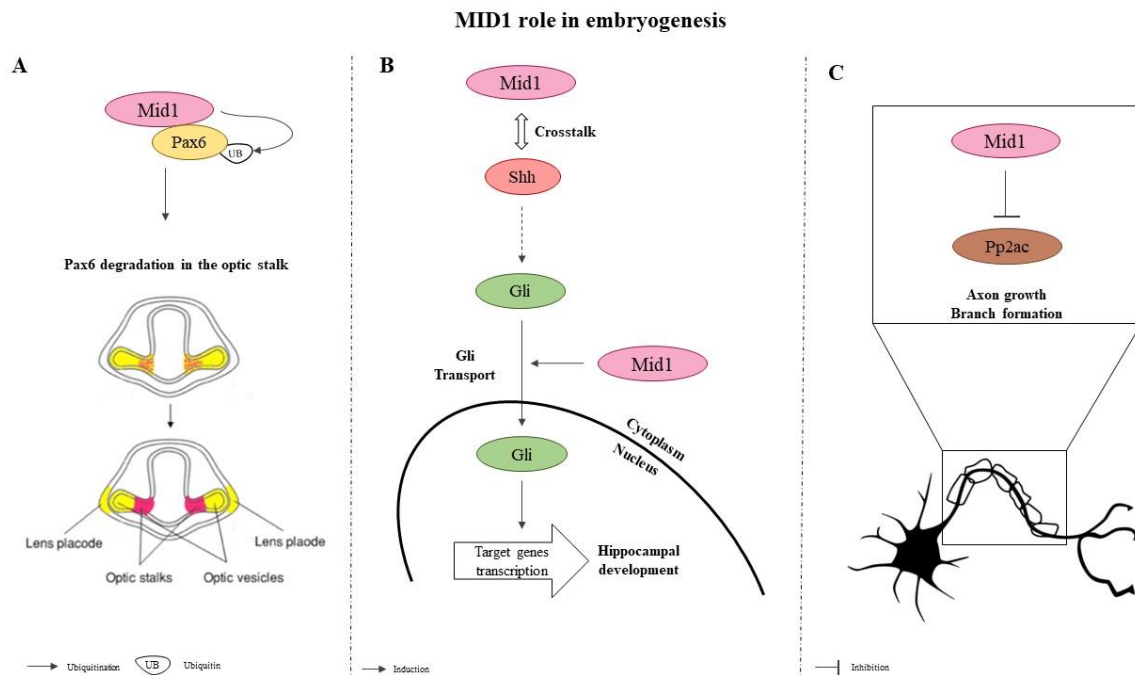 MID1 role in embryogenesis
A
Mid1
Pax6
UB
Pax6 degradation in the optic stalk
Lens placode
Lens plaode
Optic stalks
Optic vesicles
Ubiquitination
UB
Ubiquitin
B
Mid1
Crosstalk
Shh
Gli
Gli
Transport
Mid1
Cytoplasm
Nucleus
Gli
Target genes
transcription
Hippocampal
development
Induction
C
Mid1
Pp2ac
Axon growth
Branch formation
Inhibition